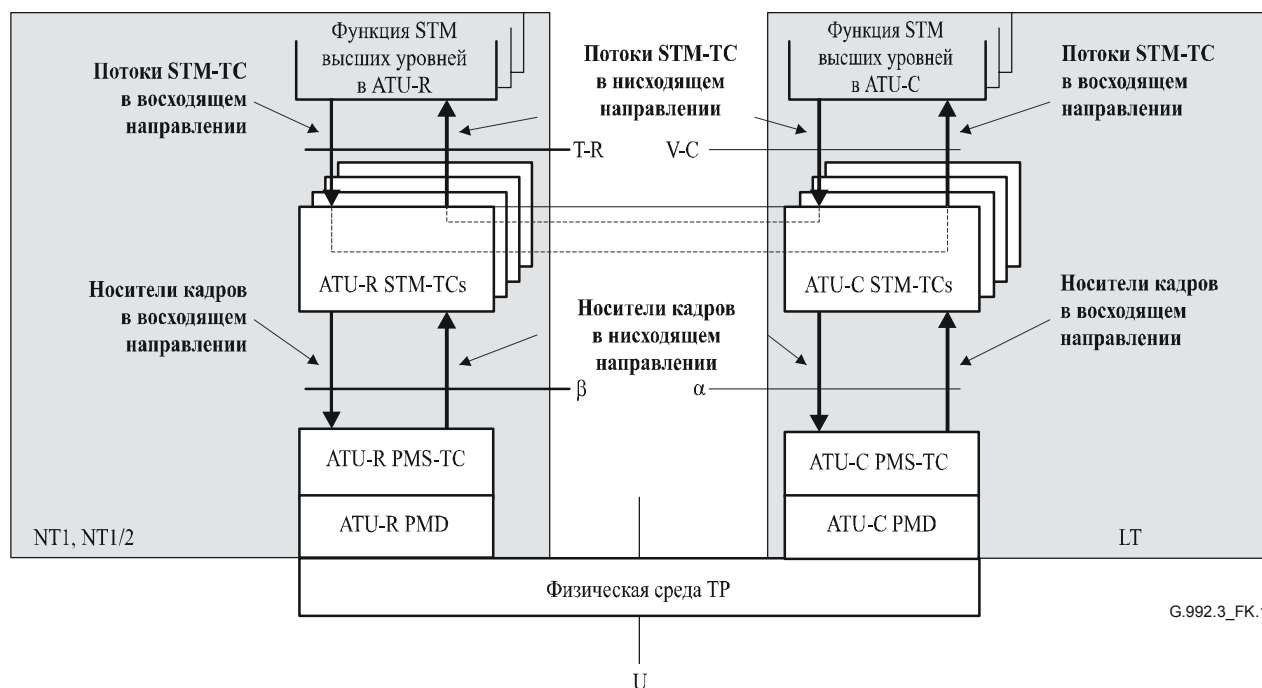 Функция STM
высших уровней
в ATU-R
Функция STM
высших уровней
в ATU-C
Потоки STM-TC
в восходящем
направлении
Потоки STM-TC
в нисходящем
направлении
Потоки STM-TC
в восходящем
направлении
T-R
V-C
ATU-R STM-TCs
ATU-C STM-TCs
Носители кадров
в восходящем
направлении
Носители кадров
в нисходящем
направлении
Носители кадров
в восходящем
направлении
β
α
ATU-R PMS-TC
ATU-C PMS-TC
ATU-R PMD
ATU-C PMD
NT1, NT1/2
LT
Физическая среда TP
G.992.3_FK.
U